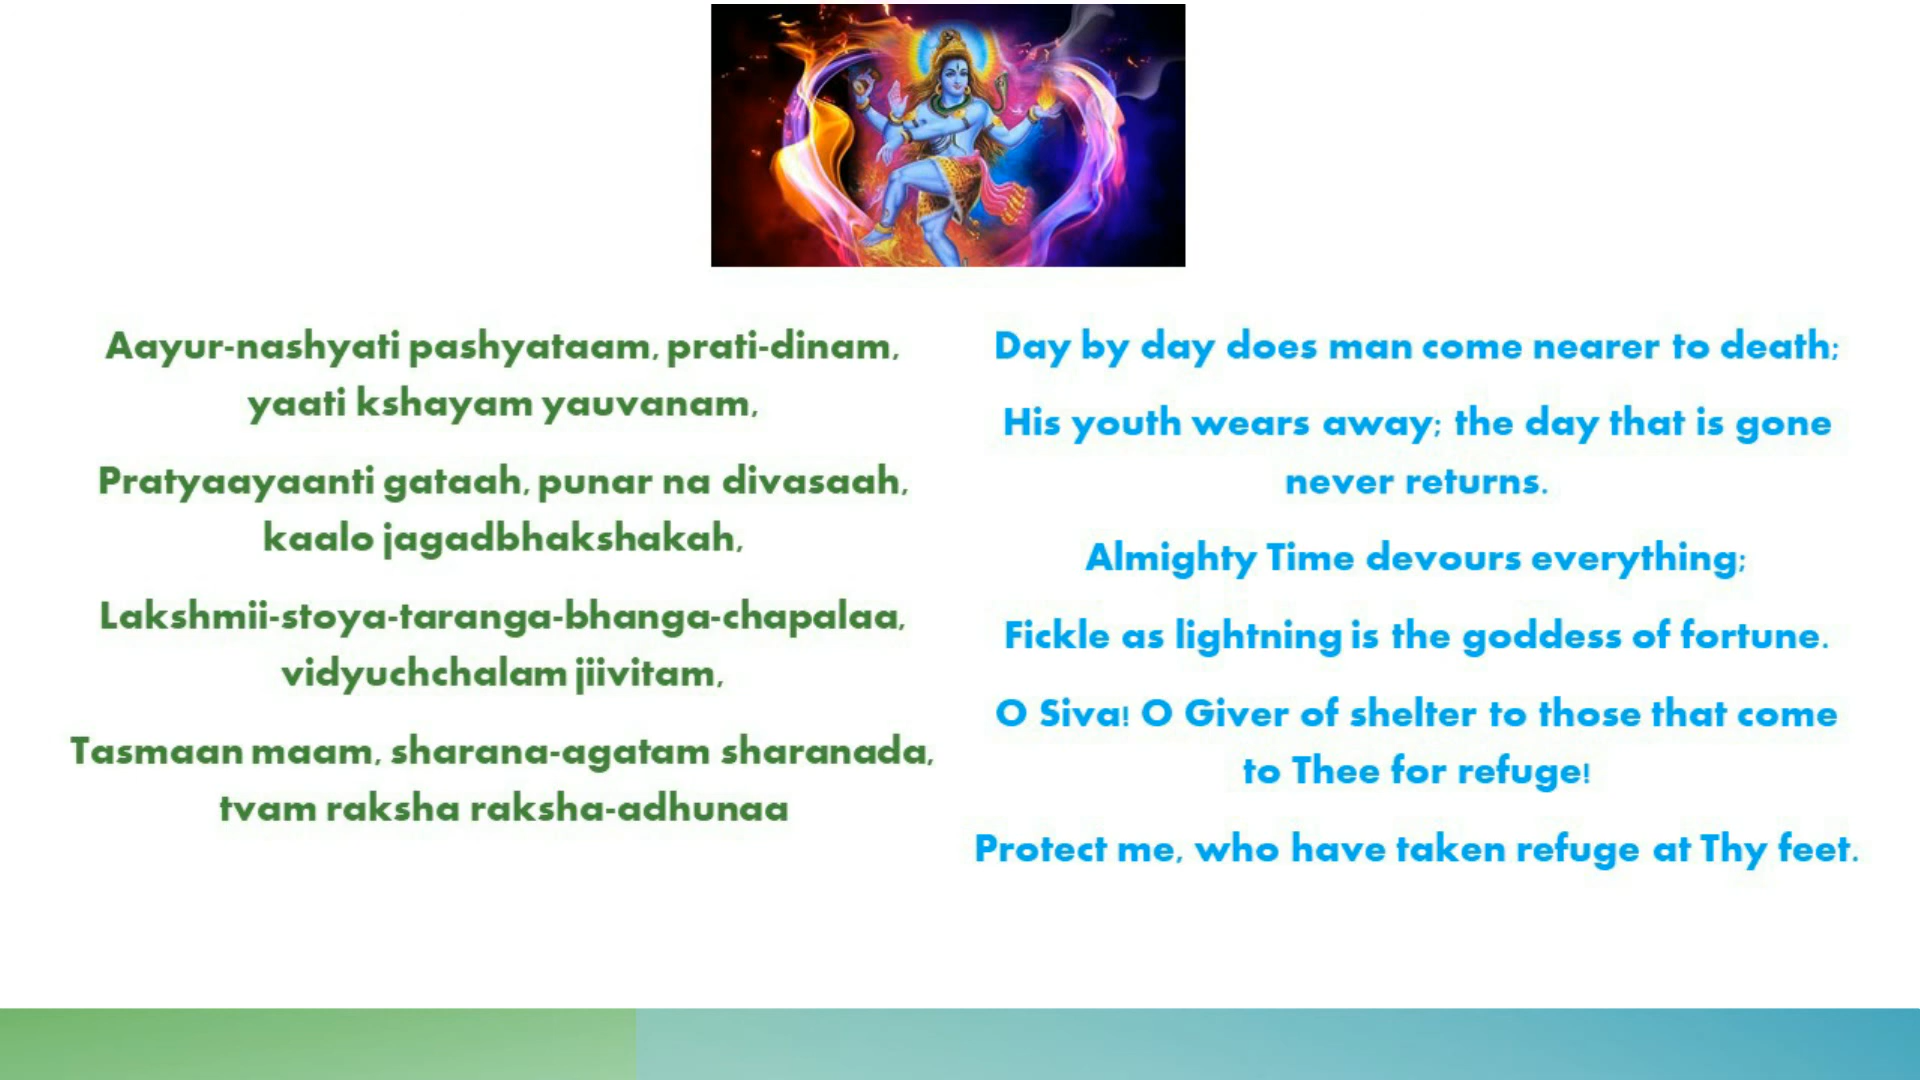 Aayur-nashyati pashyataam, prati-dinam,
yaati kshayam yauvanam,
Pratyaayaanti gataah, punar na divasaah,
kaalo jagadbhakshakah,
Lakshmii-stoya-taranga-bhanga-chapalaa,
vidyuchchalam jiivitam,
Tasmaan maam, sharana-agatam sharanada,
tvam raksha raksha-adhunaa
Day by day does man come nearer to death;
His youth wears away; the day that is gone
never returns.
Almighty Time devours everything;
Fickle as lightning is the goddess of fortune.
O Siva! O Giver of shelter to those that come
to Thee for refuge!
Protect me, who have taken refuge at Thy feet.